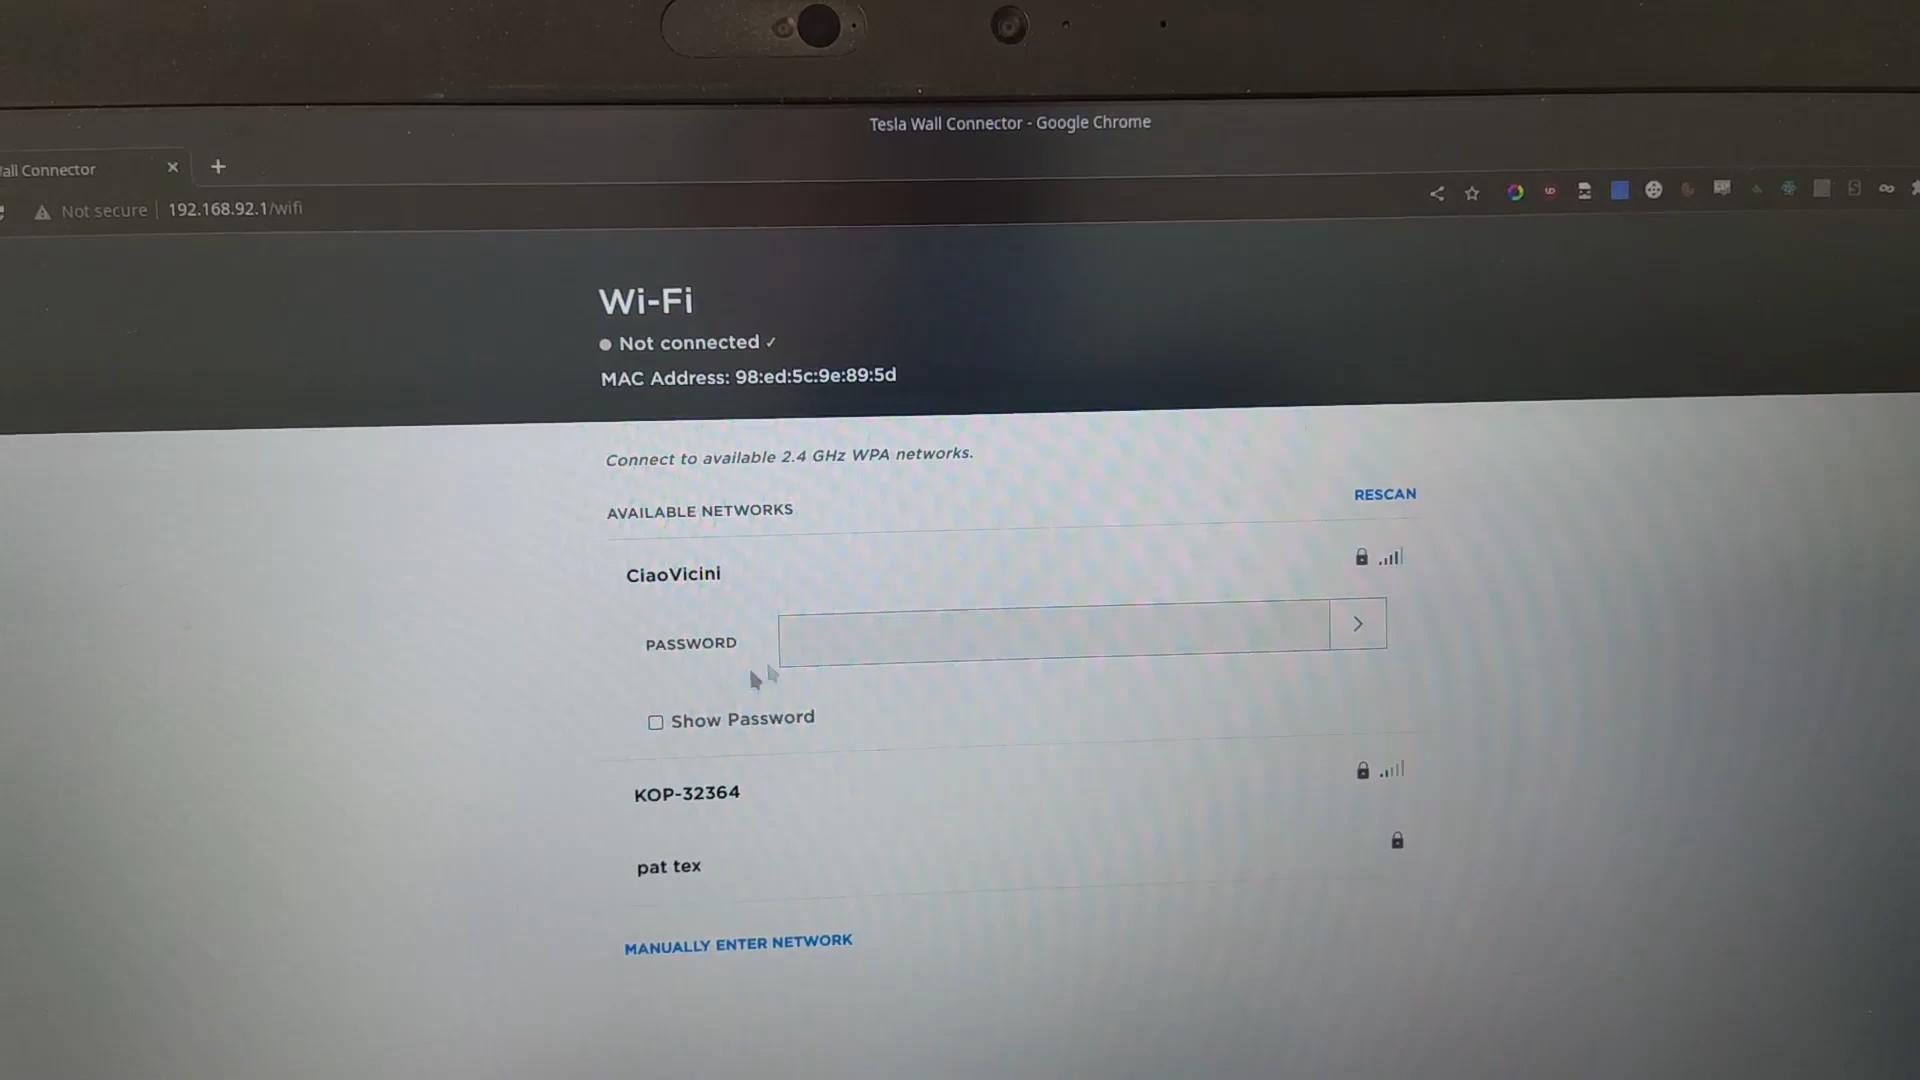 Tesla Wall Connector - Google Chrome
all Connector
Not secure
192.168.92.1/wifi
Wi-Fi
Not connected ✓
MAC Address: 98:ed:5c:9e:89:5d
Connect to available 2.4 GHz WPA networks.
AVAILABLE NETWORKS
RESCAN
CiaoVicini
PASSWORD
Show Password
KOP-32364
pat tex
MANUALLY ENTER NETWORK